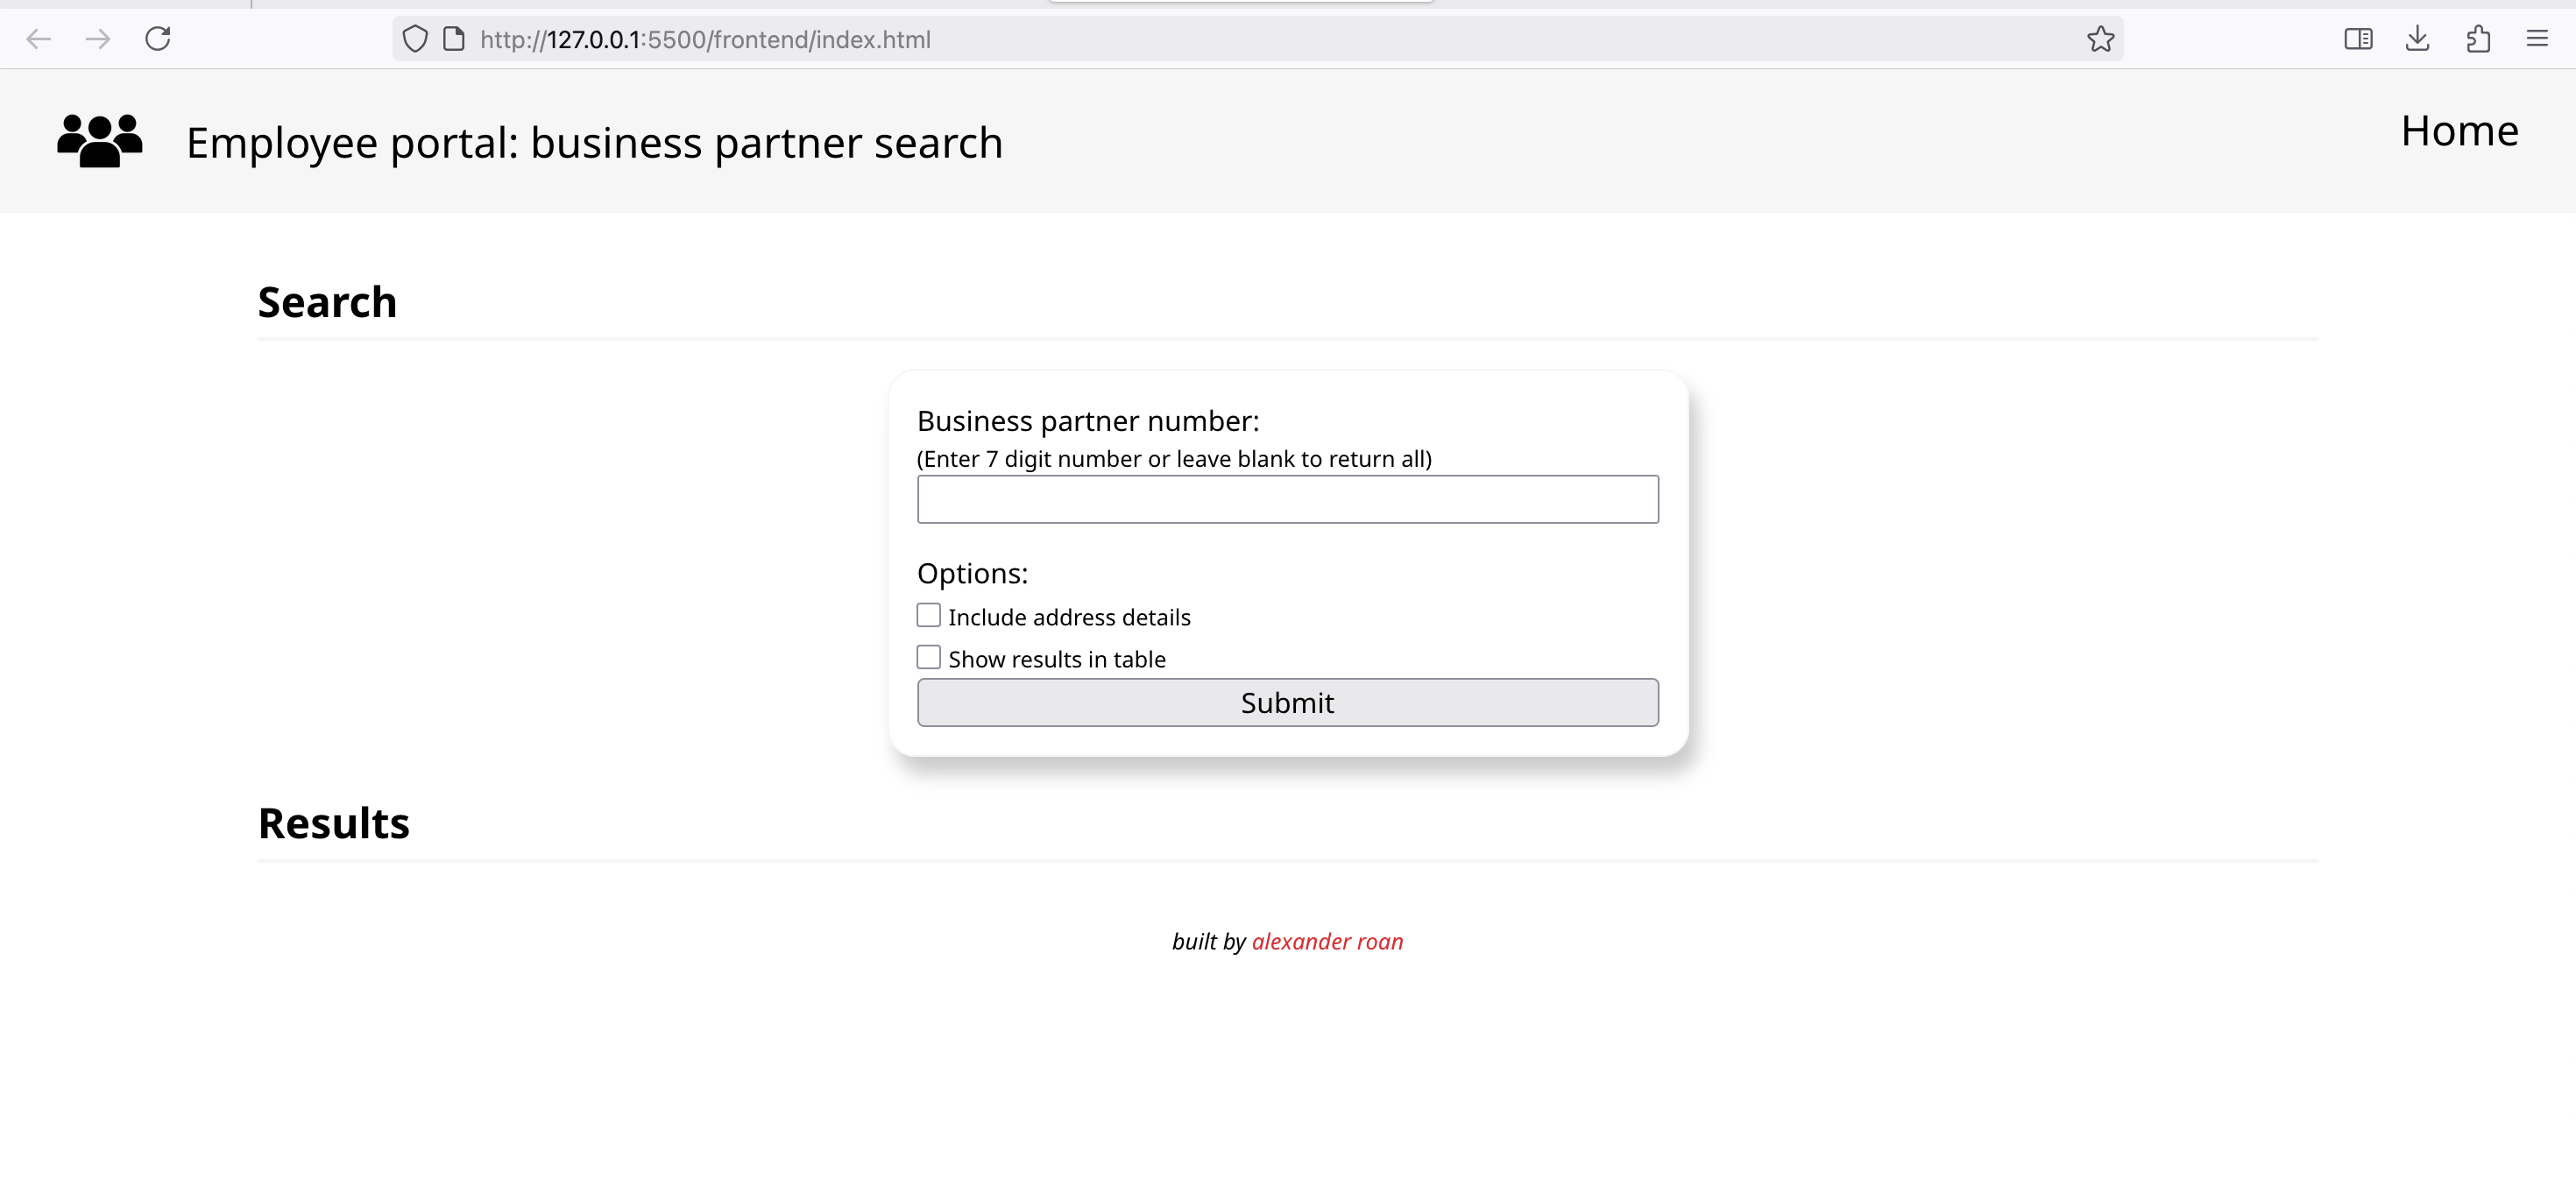 http://127.0.0.1:5500/frontend/index.html
Employee portal: business partner search
Home
Search
Business partner number:
(Enter 7 digit number or leave blank to return all)
Options:
Include address details
Show results in table
Submit
Results
built by alexander roan